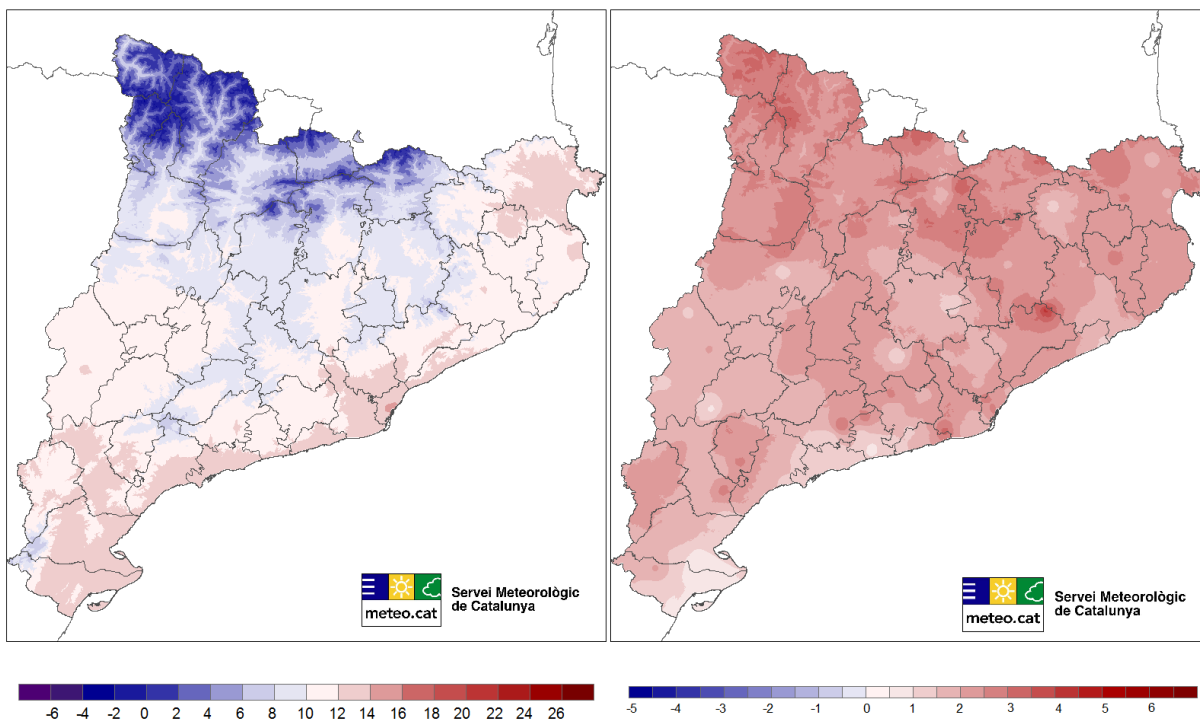 meteo.cat
Servei Meteorològic
de Catalunya
meteo.cat
Servei Meteorològic
de Catalunya
-6 -4 -2 0 2 4 6 8 10 12 14 16 18 20 22 24 26
-5 -4 -3 -2 -1 0 1 2 3 4 5 6